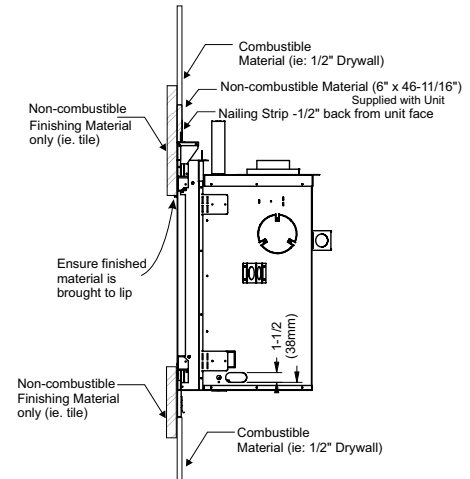 Combustible
Material (ie: 1/2" Drywall)
Non-combustible Material (6" x 46-11/16")
Supplied with Unit
Nailing Strip -1/2" back from unit face
Non-combustible
Finishing Material
only (ie. tile)
Ensure finished
material is
brought to lip
1-1/2
(38mm)
Non-combustible
Finishing Material
only (ie. tile)
Combustible
Material (ie: 1/2" Drywall)